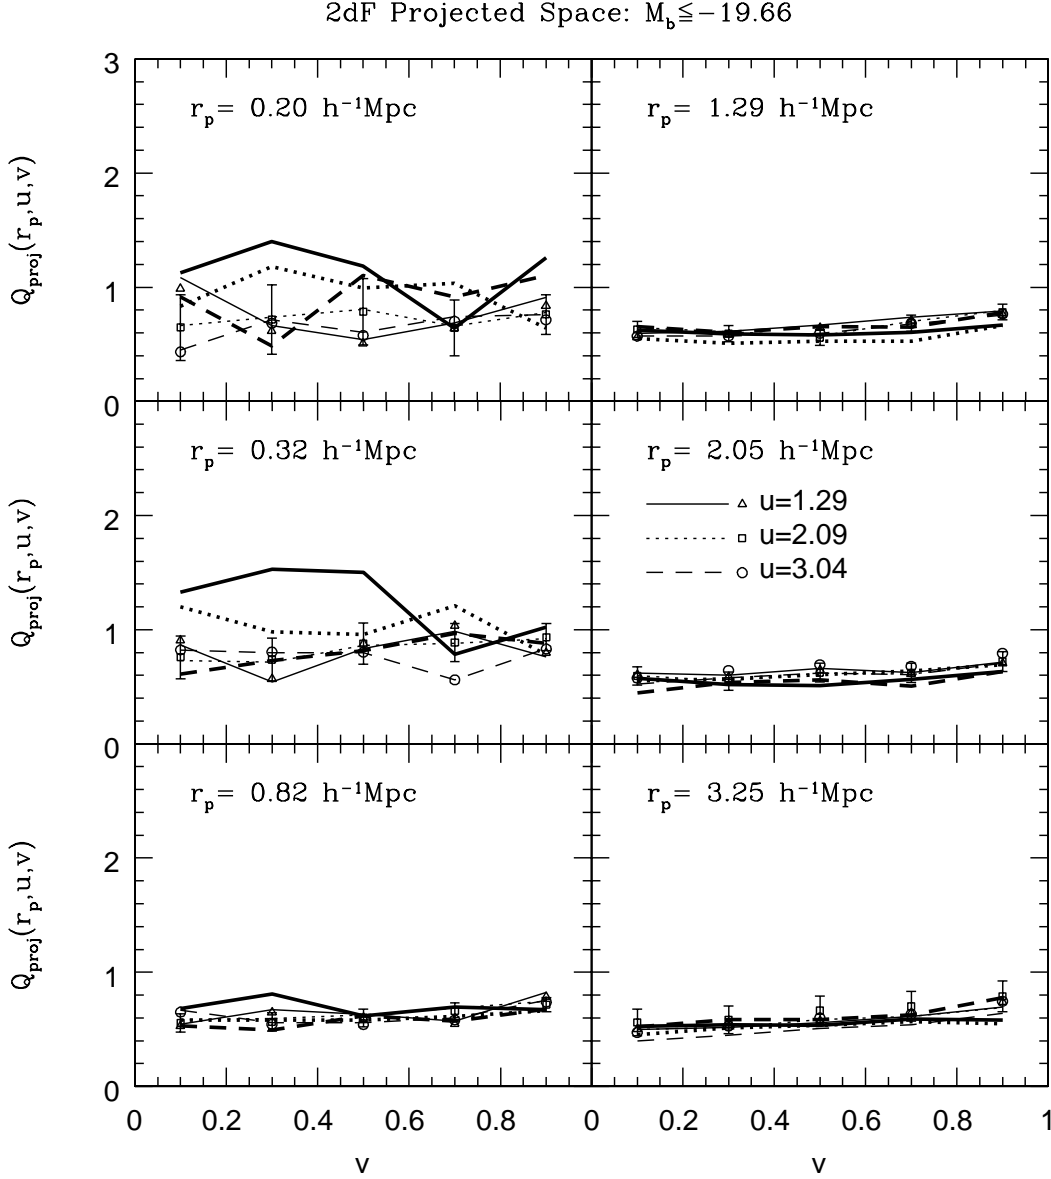 2dF Projected Space: M_b≦−19.66
3
r_p= 0.20 h⁻¹Mpc
r_p= 1.29 h⁻¹Mpc
2
Q_proj(r_p,u,v)
1
0
r_p= 0.32 h⁻¹Mpc
r_p= 2.05 h⁻¹Mpc
2
u=1.29
u=2.09
Q_proj(r_p,u,v)
u=3.04
1
0
r_p= 0.82 h⁻¹Mpc
r_p= 3.25 h⁻¹Mpc
2
Q_proj(r_p,u,v)
1
0
0 0.2 0.4 0.6 0.8 0 0.2 0.4 0.6 0.8 1
v v